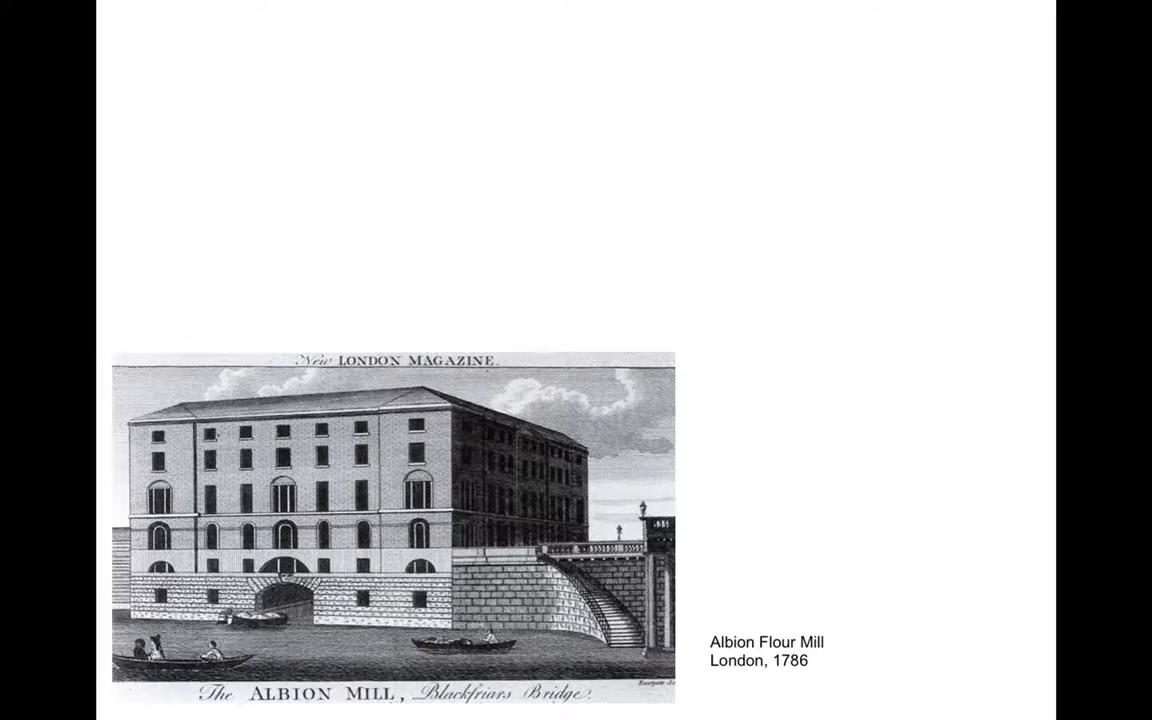 New LONDON MAGAZINE.
The ALBION MILL, Blackfriars Bridge.
Albion Flour Mill
London, 1786